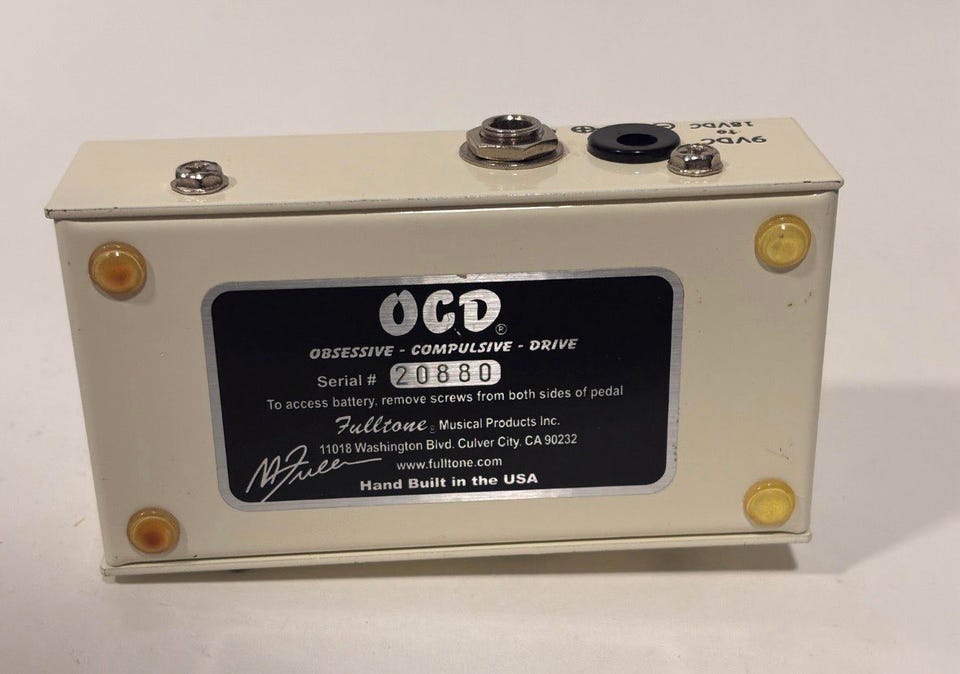 9VDC
TO
18VDC
OCD®
OBSESSIVE - COMPULSIVE - DRIVE
Serial # 20880
To access battery, remove screws from both sides of pedal
Fulltone® Musical Products Inc.
11018 Washington Blvd. Culver City, CA 90232
www.fulltone.com
M Fuller
Hand Built in the USA